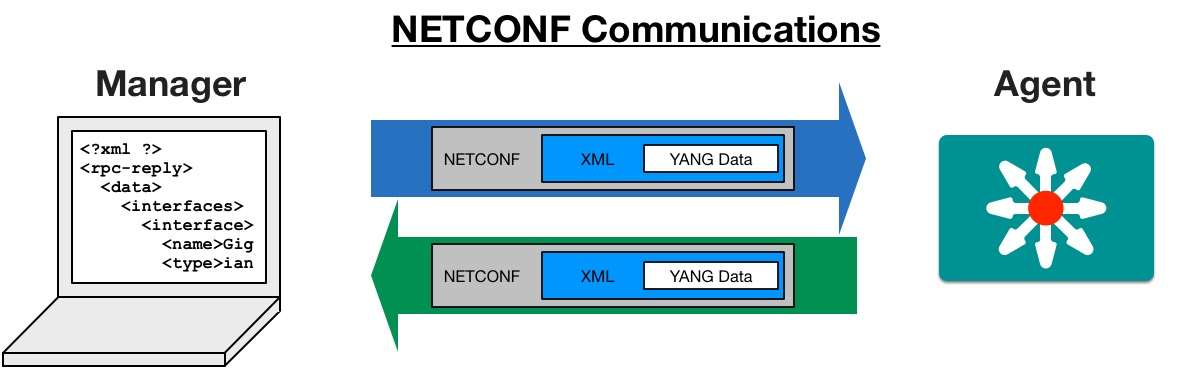 NETCONF Communications
Manager
Agent
<?xml ?>
<rpc-reply>
<data>
<interfaces>
<interface>
<name>Gig
<type>ian
NETCONF XML YANG Data
NETCONF XML YANG Data